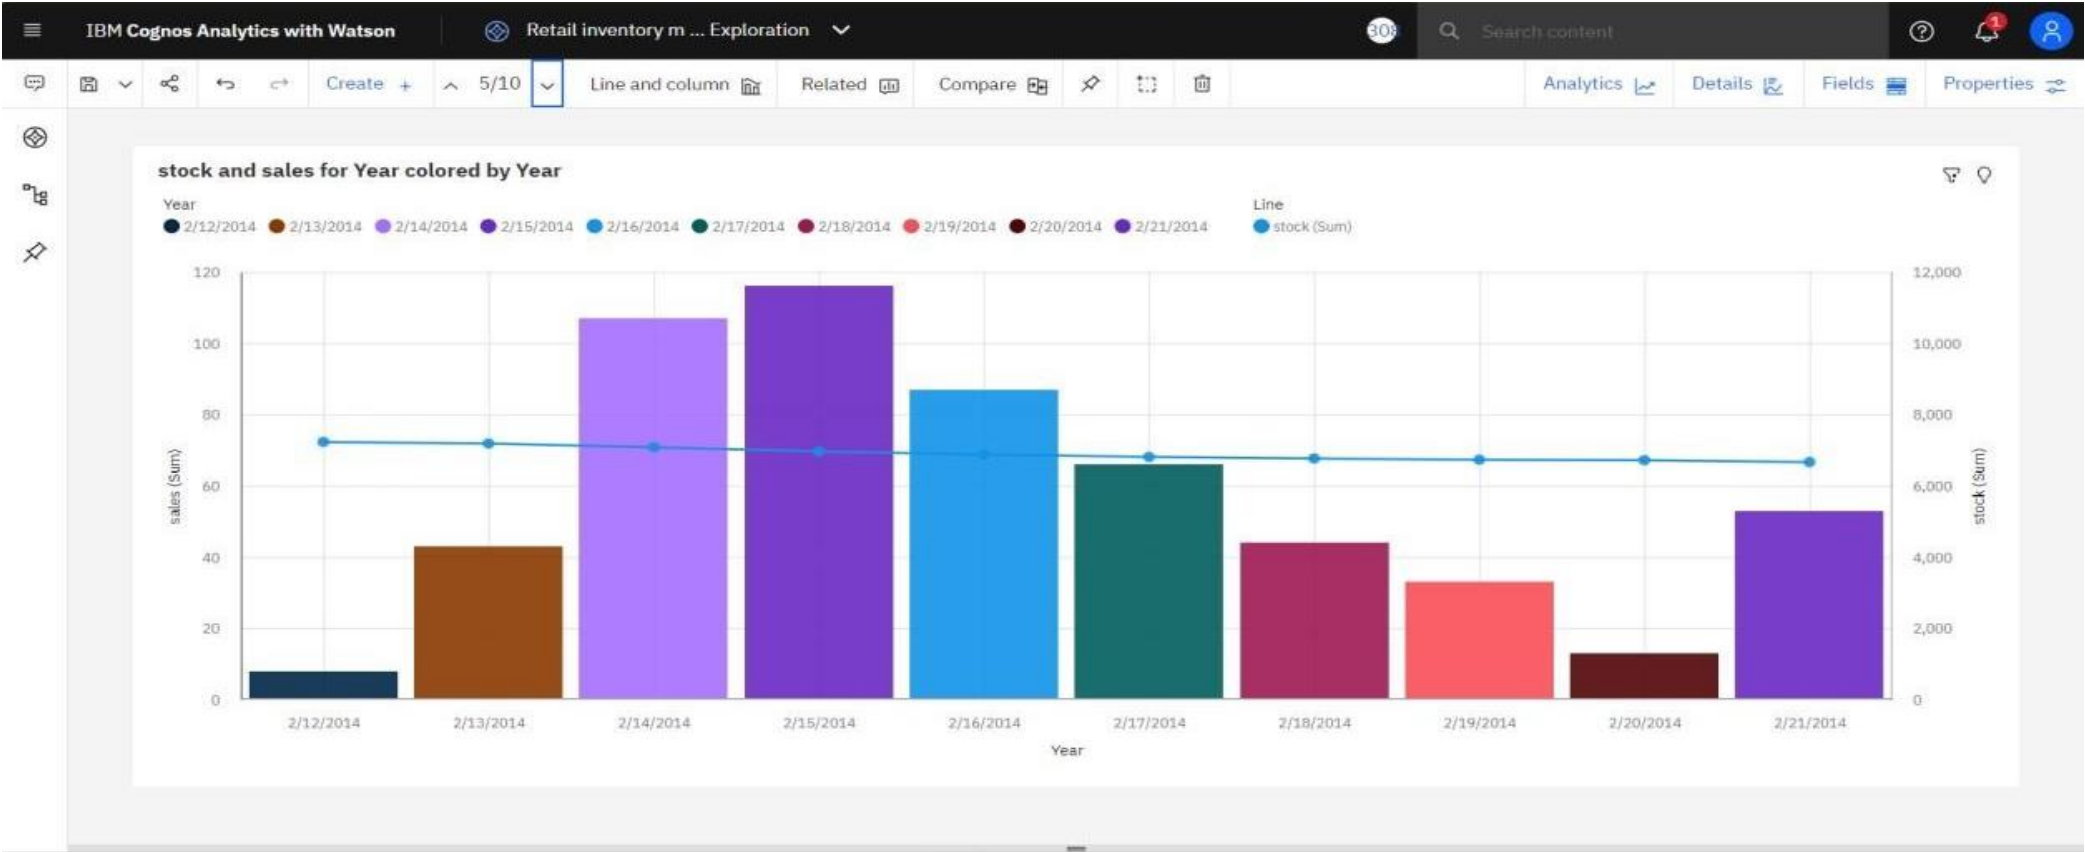 IBM Cognos Analytics with Watson
Retail inventory m ... Exploration
Search content
1
Create +
5/10
Line and column
Related
Compare
Analytics
Details
Fields
Properties
stock and sales for Year colored by Year
Year
2/12/2014 2/13/2014 2/14/2014 2/15/2014 2/16/2014 2/17/2014 2/18/2014 2/19/2014 2/20/2014 2/21/2014
Line
stock (Sum)
120
100
80
60
40
20
0
sales (Sum)
12,000
10,000
8,000
6,000
4,000
2,000
0
stock (Sum)
2/12/2014 2/13/2014 2/14/2014 2/15/2014 2/16/2014 2/17/2014 2/18/2014 2/19/2014 2/20/2014 2/21/2014
Year